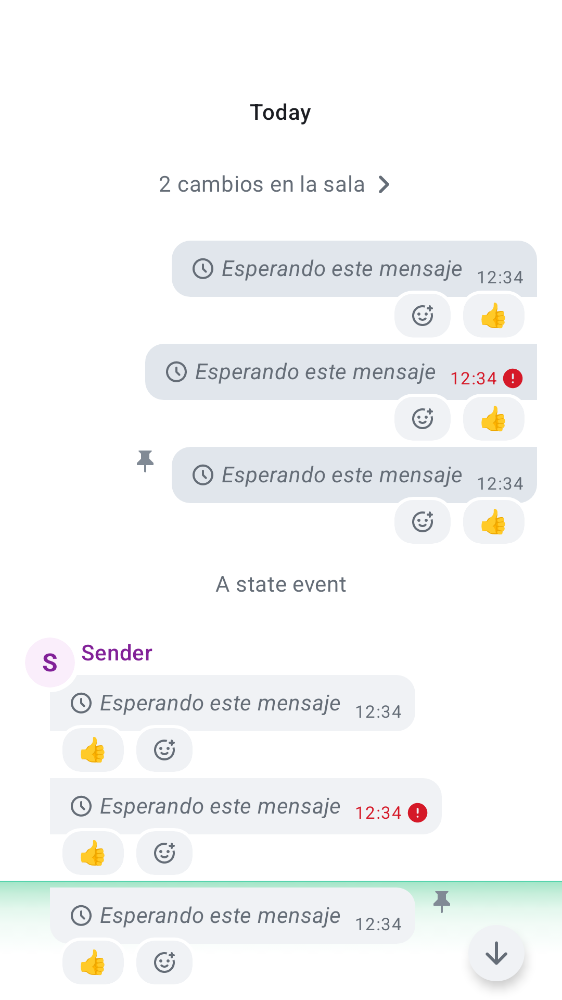 Today
2 cambios en la sala
Esperando este mensaje 12:34
👍
Esperando este mensaje 12:34
👍
Esperando este mensaje 12:34
👍
A state event
S Sender
Esperando este mensaje 12:34
👍
Esperando este mensaje 12:34
👍
Esperando este mensaje 12:34
👍